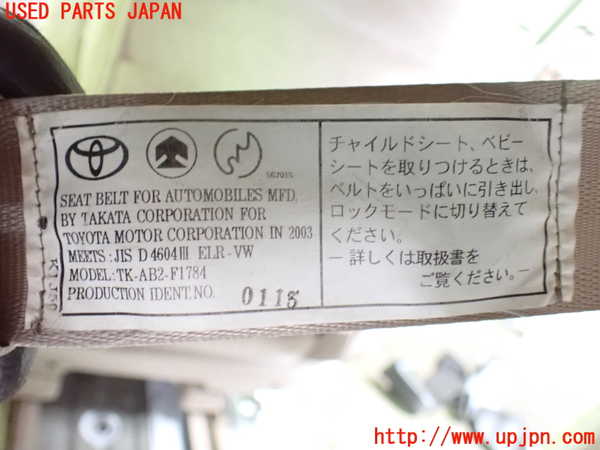 USED PARTS JAPAN
S6701S
SEAT BELT FOR AUTOMOBILES MFD.
BY TAKATA CORPORATION FOR
TOYOTA MOTOR CORPORATION IN 2003
MEETS:JIS D 4604Ⅲ ELR-VW
MODEL:TK-AB2-F1784
PRODUCTION IDENT.NO. 0118
チャイルドシート、ベビー
シートを取りつけるときは、
ベルトをいっぱいに引き出し、
ロックモードに切り替えて
ください。
－詳しくは取扱書を
ご覧ください。－
http://www.upjpn.com/